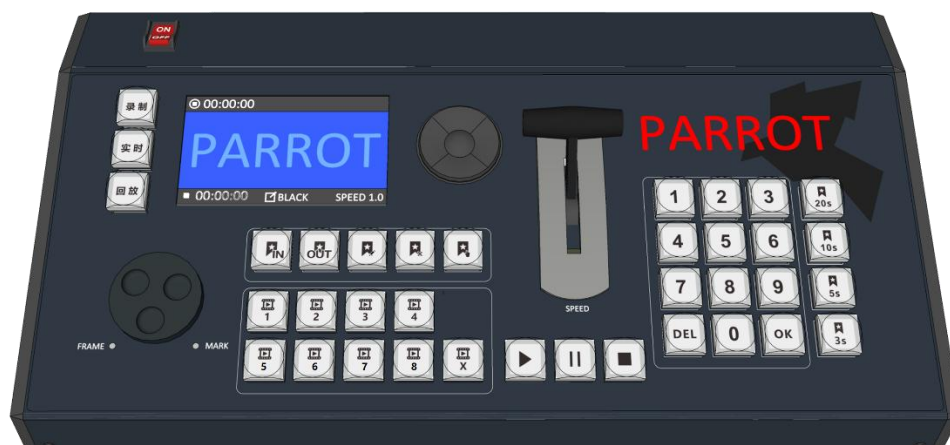 ON
OFF
录制
实时
回放
00:00:00
PARROT
00:00:00 BLACK SPEED 1.0
PARROT
IN OUT
1 2 3 4
5 6 7 8 X
FRAME MARK
SPEED
1 2 3 20s
4 5 6 10s
7 8 9 5s
DEL 0 OK 3s